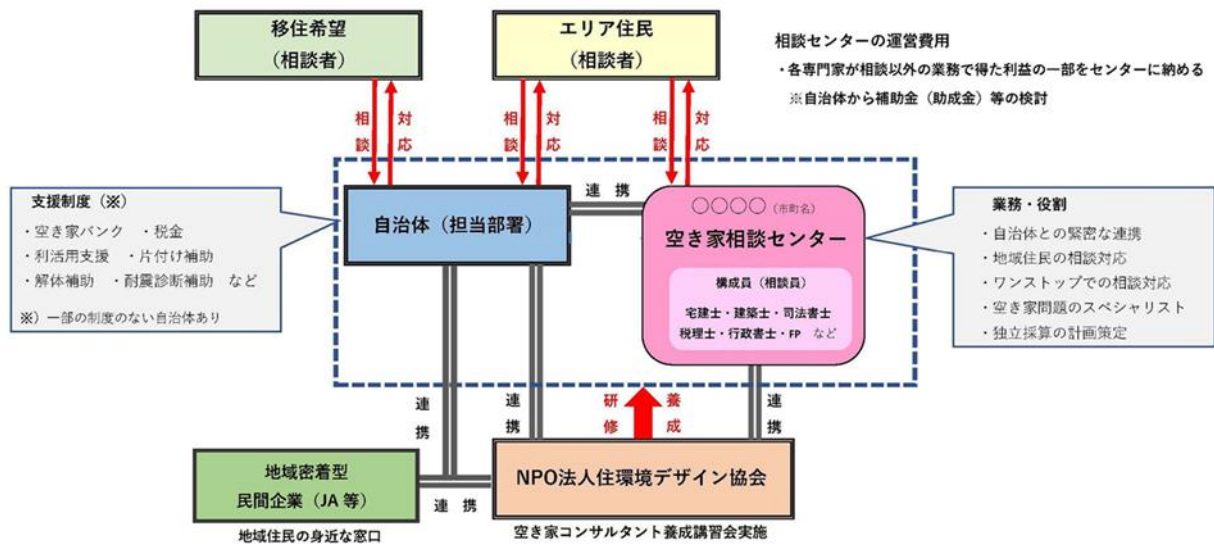 移住希望
（相談者）
エリア住民
（相談者）
相談センターの運営費用
・各専門家が相談以外の業務で得た利益の一部をセンターに納める
※自治体から補助金（助成金）等の検討
相談
対応
相談
対応
相談
対応
支援制度（※）
・空き家バンク　・税金
・利活用支援　・片付け補助
・解体補助　・耐震診断補助　など
※）一部の制度のない自治体あり
自治体（担当部署）
連携
〇〇〇〇（市町名）
空き家相談センター
構成員（相談員）
宅建士・建築士・司法書士
税理士・行政書士・FP　など
業務・役割
・自治体との緊密な連携
・地域住民の相談対応
・ワンストップでの相談対応
・空き家問題のスペシャリスト
・独立採算の計画策定
連携
連携
研修
養成
連携
地域密着型
民間企業（JA 等）
連携
NPO法人住環境デザイン協会
地域住民の身近な窓口
空き家コンサルタント養成講習会実施